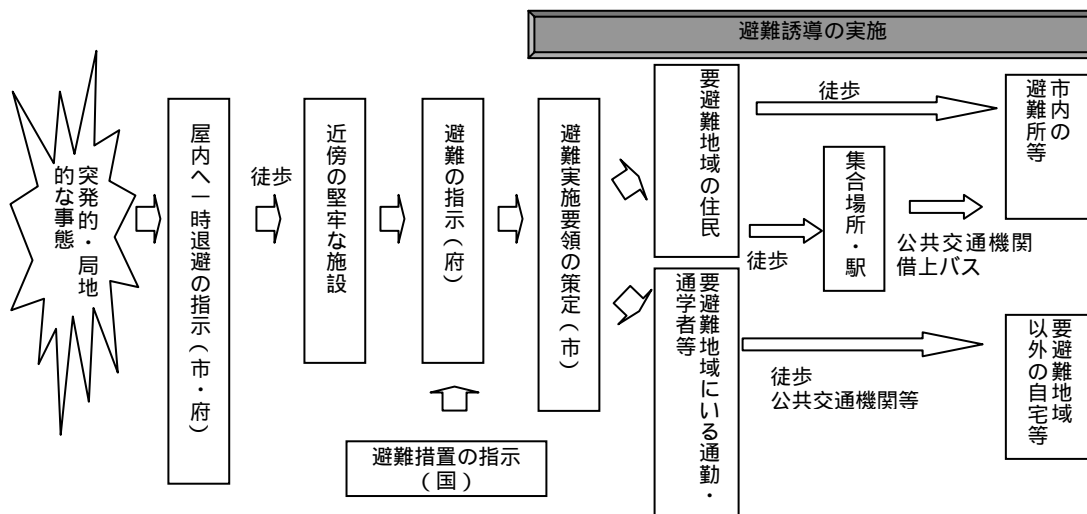 避難誘導の実施
突発的・局地
的な事態
屋内へ一時退避の指示(市・府)
徒歩
近傍の堅牢な施設
避難の指示(府)
避難措置の指示
(国)
避難実施要領の策定(市)
要避難地域の住民
徒歩
市内の
避難所等
徒歩
集合場所・駅
公共交通機関
借上バス
要避難地域にいる通勤・
通学者等
徒歩
公共交通機関等
要避難地域
以外の自宅等